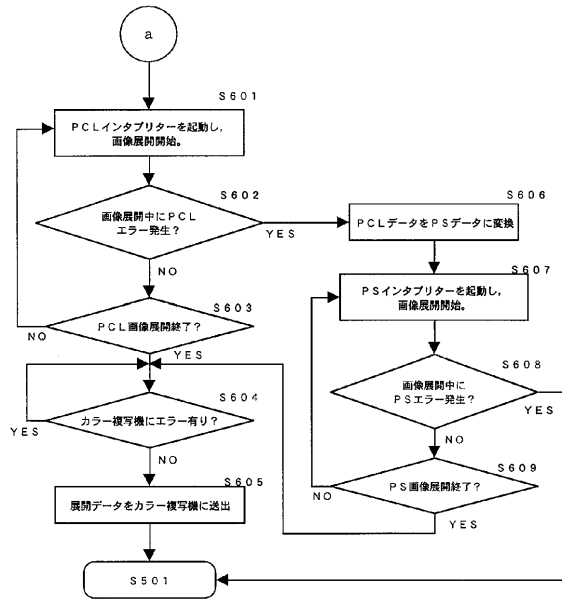 a
S601
PCLインタプリターを起動し，
画像展開開始。
S602
画像展開中にPCL
エラー発生？
YES
NO
S603
PCL画像展開終了？
NO
YES
S604
カラー複写機にエラー有り？
YES
NO
S605
展開データをカラー複写機に送出
S501
S606
PCLデータをPSデータに変換
S607
PSインタプリターを起動し，
画像展開開始。
S608
画像展開中に
PSエラー発生？
YES
NO
S609
PS画像展開終了？
NO
YES